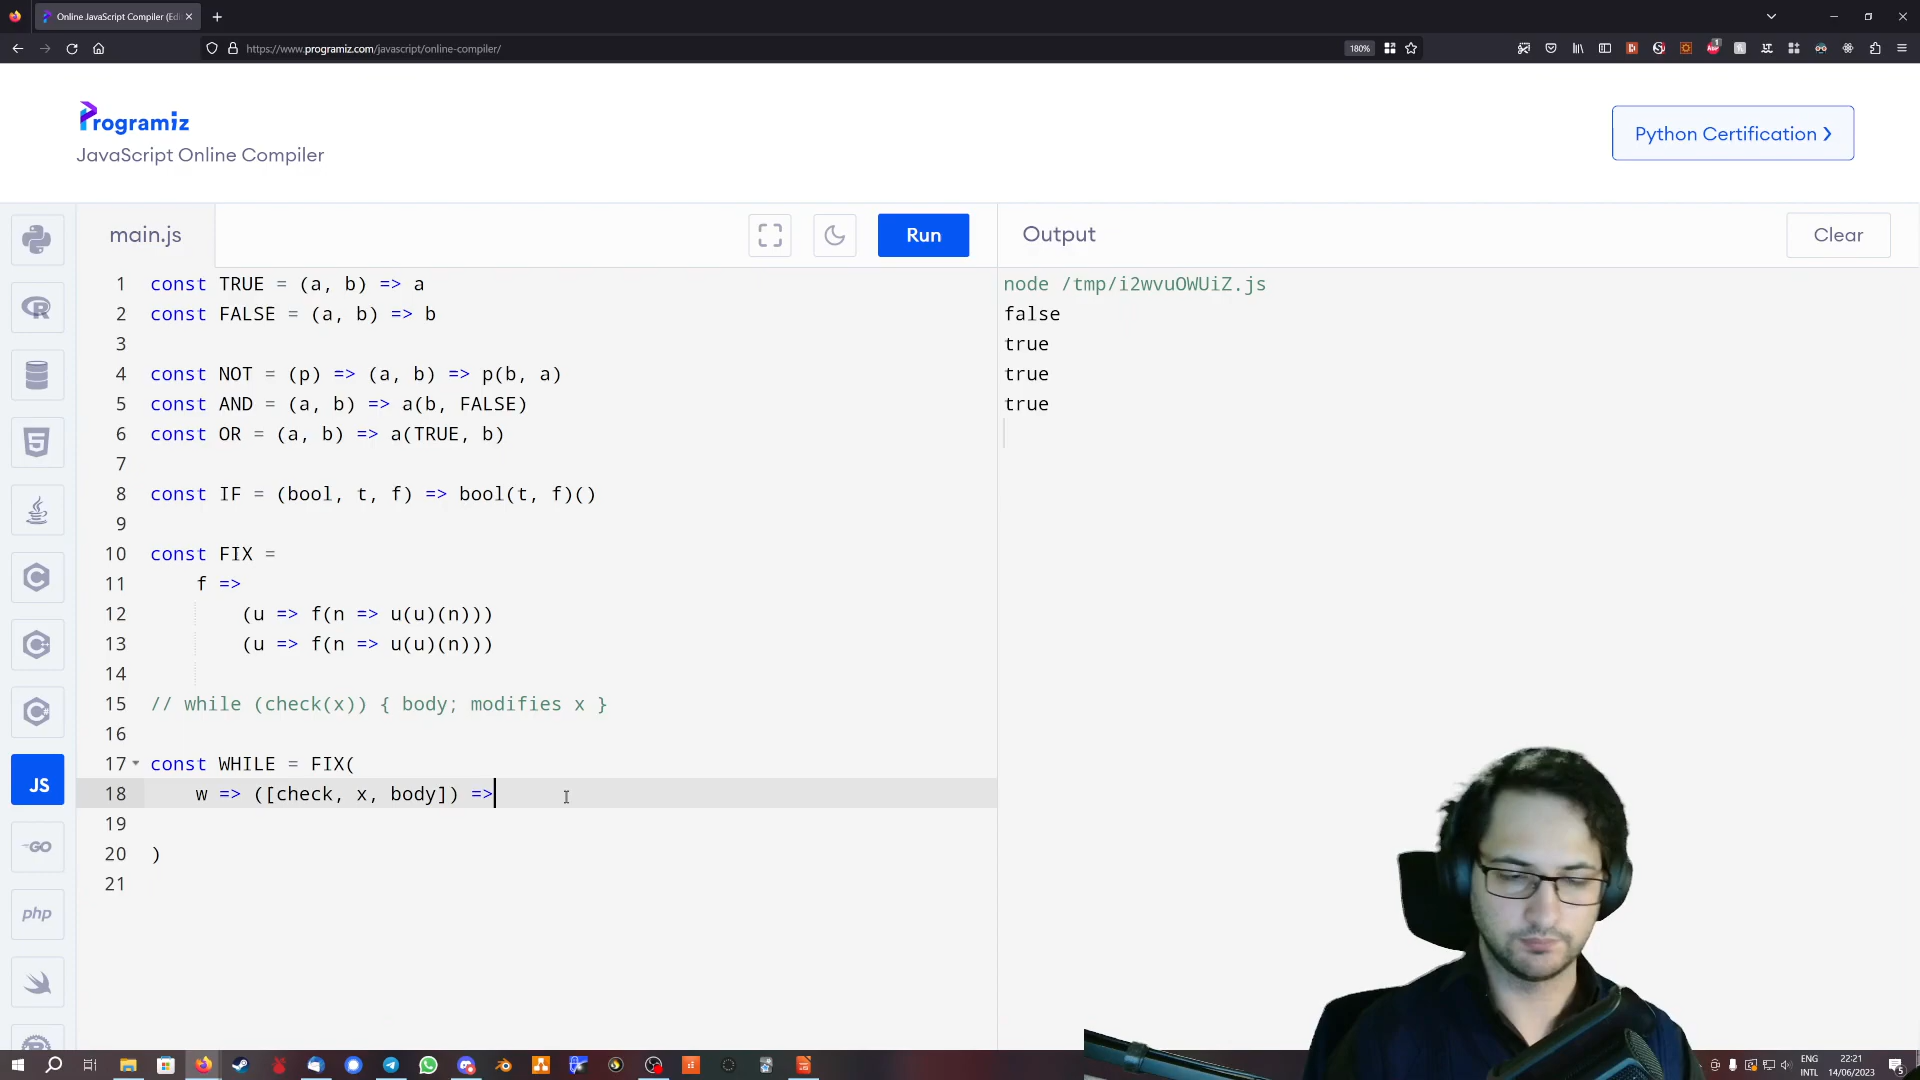 Online JavaScript Compiler (Edi
https://www.programiz.com/javascript/online-compiler/
180%
Programiz
JavaScript Online Compiler
Python Certification ❯
main.js
Run
Output
Clear
1 const TRUE = (a, b) => a
2 const FALSE = (a, b) => b
3
4 const NOT = (p) => (a, b) => p(b, a)
5 const AND = (a, b) => a(b, FALSE)
6 const OR = (a, b) => a(TRUE, b)
7
8 const IF = (bool, t, f) => bool(t, f)()
9
10 const FIX =
11 f =>
12 (u => f(n => u(u)(n)))
13 (u => f(n => u(u)(n)))
14
15 // while (check(x)) { body; modifies x }
16
17 const WHILE = FIX(
18 w => ([check, x, body]) =>
19
20 )
21
node /tmp/i2wvuOWUiZ.js
false
true
true
true
JS
GO
php
ENG
INTL
22:21
14/06/2023